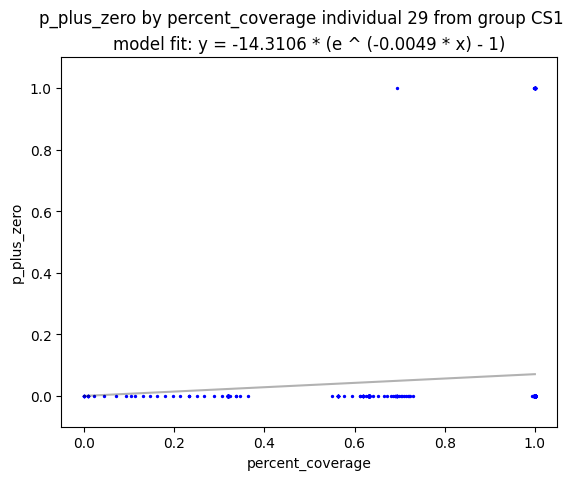 p_plus_zero by percent_coverage individual 29 from group CS1
model fit: y = -14.3106 * (e ^ (-0.0049 * x) - 1)
1.0
0.8
0.6
0.4
0.2
0.0
p_plus_zero
0.0 0.2 0.4 0.6 0.8 1.0
percent_coverage